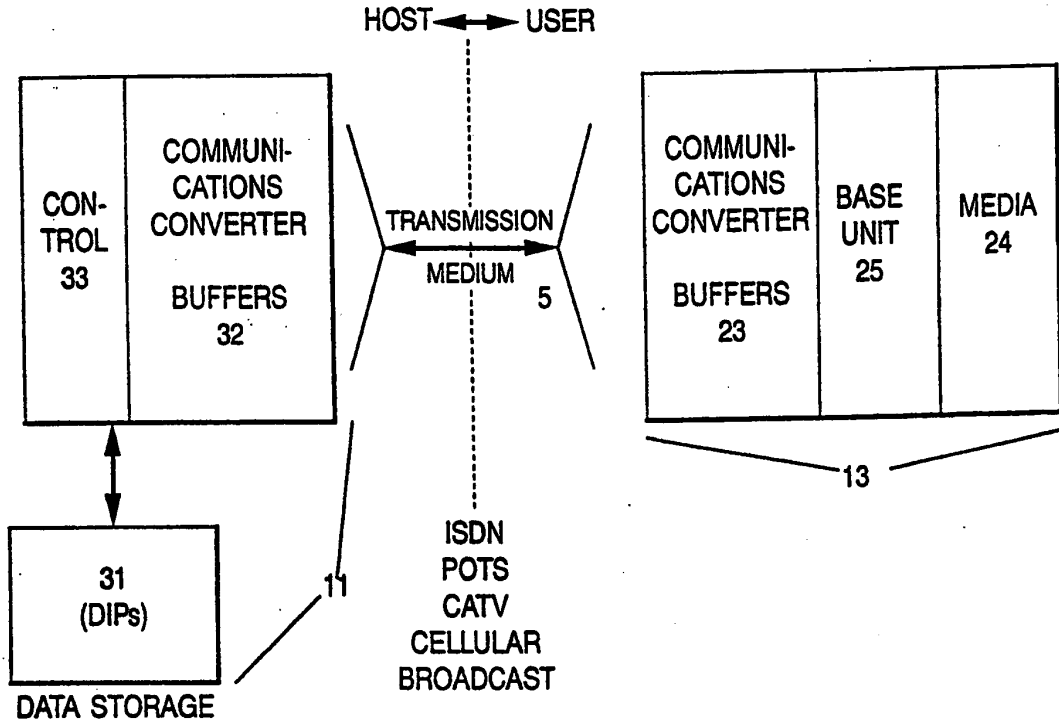 HOST USER
CON-
TROL
33
COMMUNI-
CATIONS
CONVERTER
BUFFERS
32
TRANSMISSION
MEDIUM
5
COMMUNI-
CATIONS
CONVERTER
BUFFERS
23
BASE
UNIT
25
MEDIA
24
13
31
(DIPs)
DATA STORAGE
11
ISDN
POTS
CATV
CELLULAR
BROADCAST